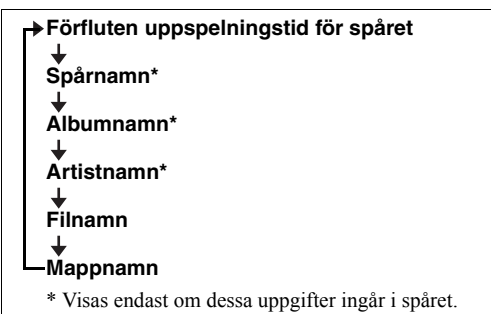 Förfluten uppspelningstid för spåret
Spårnamn*
Albumnamn*
Artistnamn*
Filnamn
Mappnamn
* Visas endast om dessa uppgifter ingår i spåret.